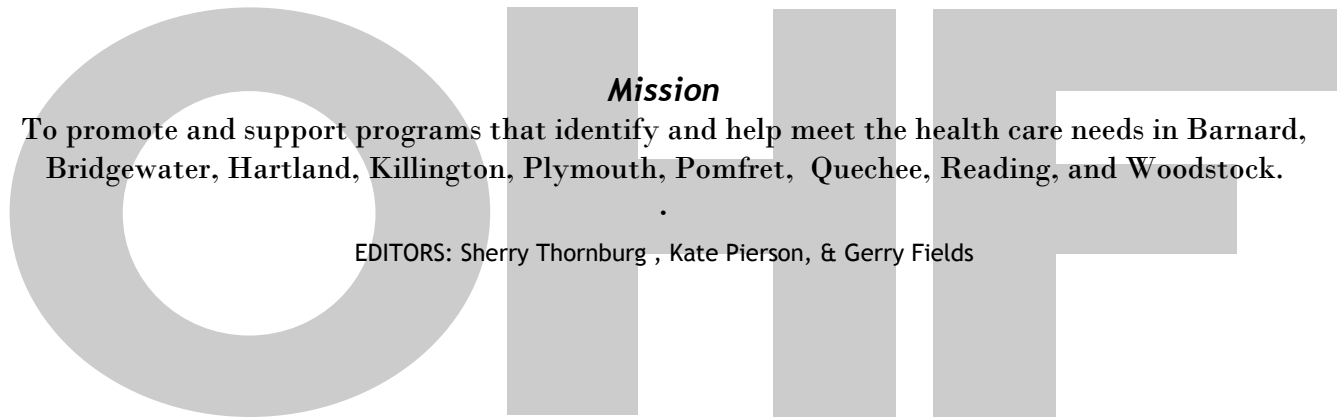 OHF
Mission
To promote and support programs that identify and help meet the health care needs in Barnard,
Bridgewater, Hartland, Killington, Plymouth, Pomfret, Quechee, Reading, and Woodstock.
.
EDITORS: Sherry Thornburg , Kate Pierson, & Gerry Fields